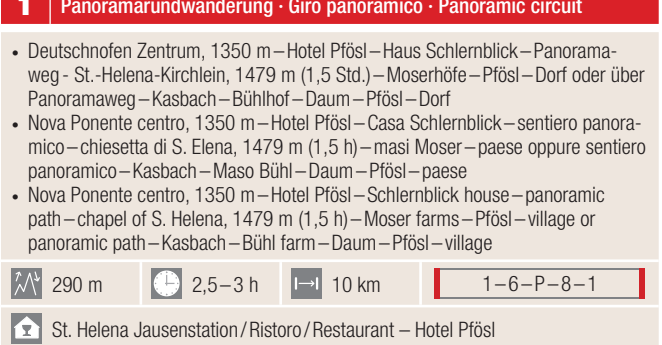 1 Panoramarundwanderung · Giro panoramico · Panoramic circuit
• Deutschnofen Zentrum, 1350 m – Hotel Pfösl – Haus Schlernblick – Panorama-
weg - St.-Helena-Kirchlein, 1479 m (1,5 Std.) – Moserhöfe – Pfösl – Dorf oder über
Panoramaweg – Kasbach – Bühlhof – Daum – Pfösl – Dorf
• Nova Ponente centro, 1350 m – Hotel Pfösl – Casa Schlernblick – sentiero panora-
mico – chiesetta di S. Elena, 1479 m (1,5 h) – masi Moser – paese oppure sentiero
panoramico – Kasbach – Maso Bühl – Daum – Pfösl – paese
• Nova Ponente centro, 1350 m – Hotel Pfösl – Schlernblick house – panoramic
path – chapel of S. Helena, 1479 m (1,5 h) – Moser farms – Pfösl – village or
panoramic path – Kasbach – Bühl farm – Daum – Pfösl – village
290 m 2,5 – 3 h 10 km 1 – 6 – P – 8 – 1
St. Helena Jausenstation / Ristoro / Restaurant – Hotel Pfösl